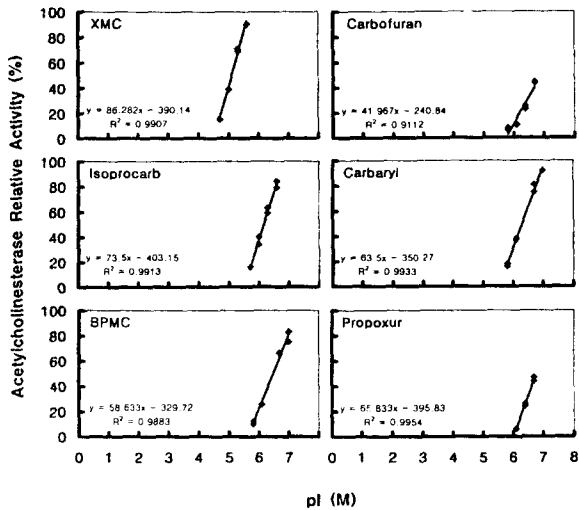 Acetylcholinesterase Relative Activity (%)
XMC
100
80
60
40
20
0
y = 86.282x - 390.14
R² = 0.9907
Carbofuran
y = 41.967x - 240.84
R² = 0.9112
Isoprocarb
100
80
60
40
20
0
y = 73.5x - 403.15
R² = 0.9913
Carbaryl
y = 63.5x - 350.27
R² = 0.9933
BPMC
100
80
60
40
20
0
y = 58.633x - 329.72
R² = 0.9883
Propoxur
y = 65.833x - 395.83
R² = 0.9954
0 1 2 3 4 5 6 7 0 1 2 3 4 5 6 7 8
pI (M)